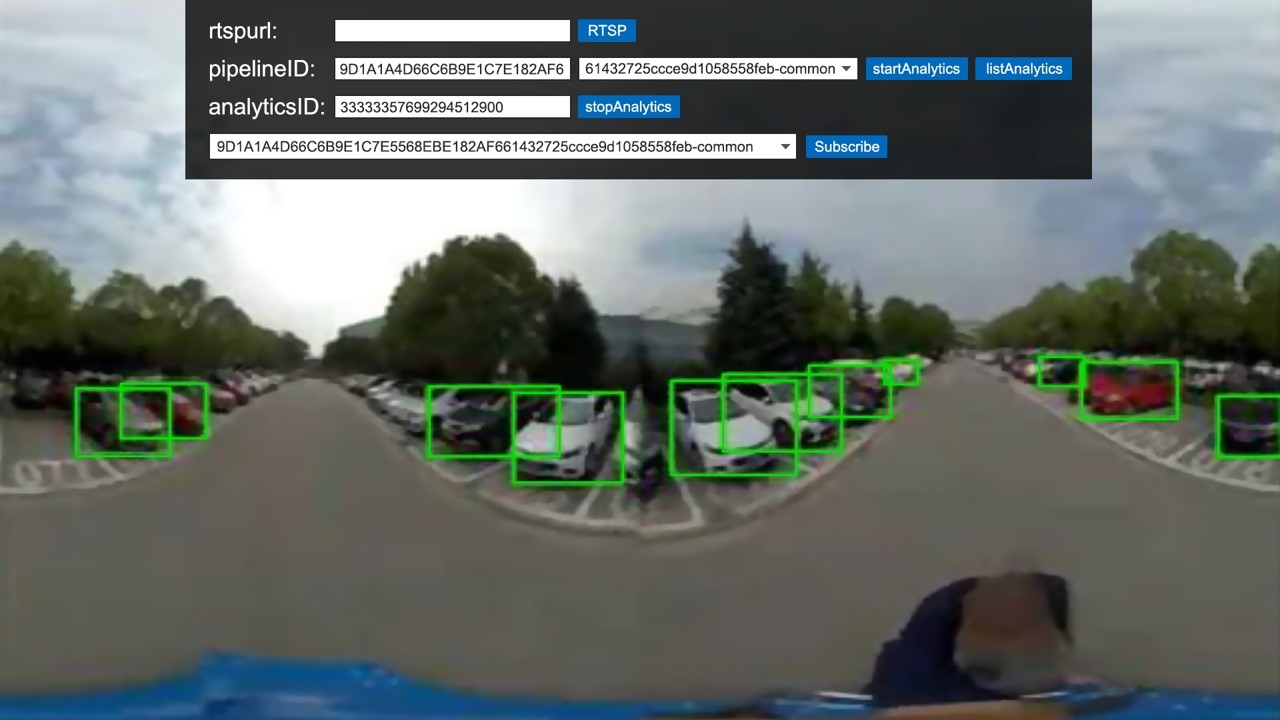 rtspurl: RTSP
pipelineID: 9D1A1A4D66C6B9E1C7E182AF6 61432725ccce9d1058558feb-common startAnalytics listAnalytics
analyticsID: 33333357699294512900 stopAnalytics
9D1A1A4D66C6B9E1C7E5568EBE182AF661432725ccce9d1058558feb-common Subscribe